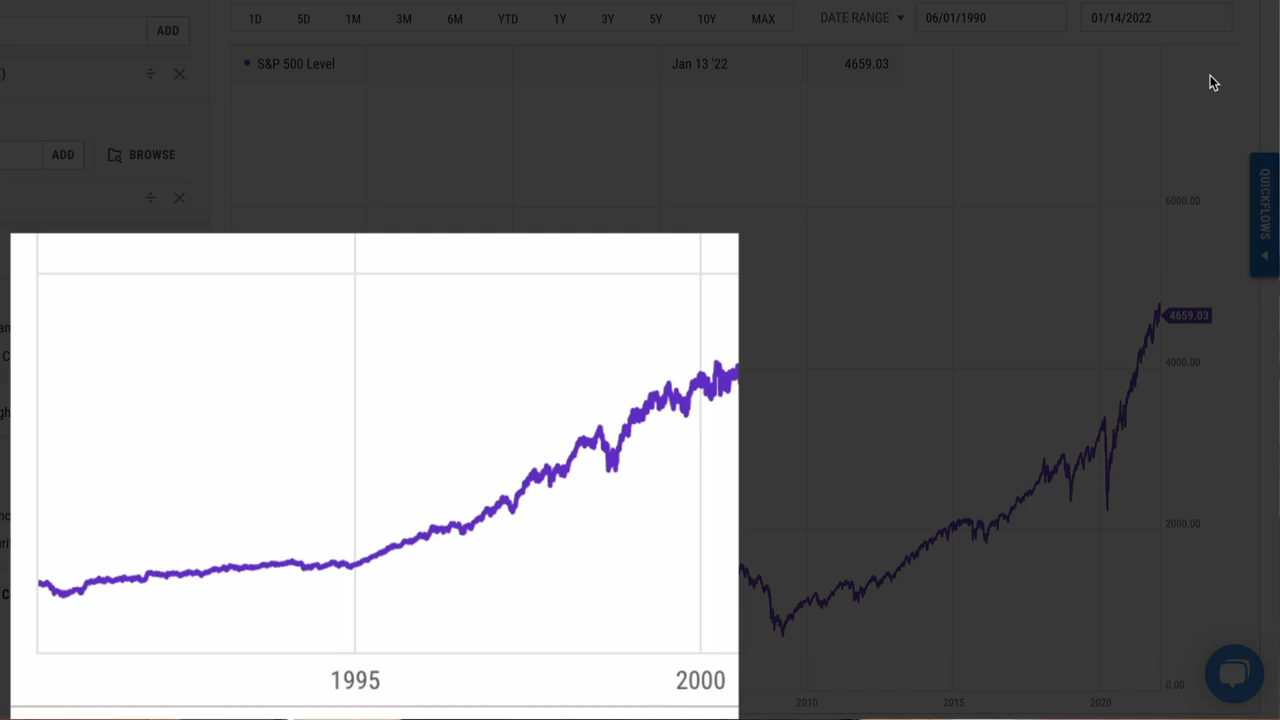 1D 5D 1M 3M 6M YTD 1Y 3Y 5Y 10Y MAX DATE RANGE 06/01/1990 01/14/2022
ADD
S&P 500 Level Jan 13 '22 4659.03
ADD BROWSE
QUICKFLOWS
6000.00
4659.03
4000.00
2000.00
0.00
1995 2000
2010 2015 2020